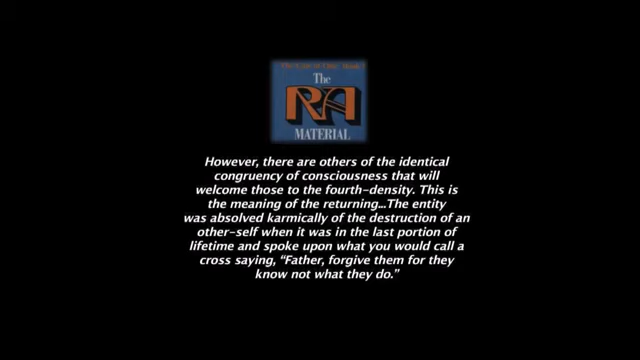 The Law of One: Book I
The
RA
MATERIAL
However, there are others of the identical
congruency of consciousness that will
welcome those to the fourth-density. This is
the meaning of the returning...The entity
was absolved karmically of the destruction of an
other-self when it was in the last portion of
lifetime and spoke upon what you would call a
cross saying, “Father, forgive them for they
know not what they do.”